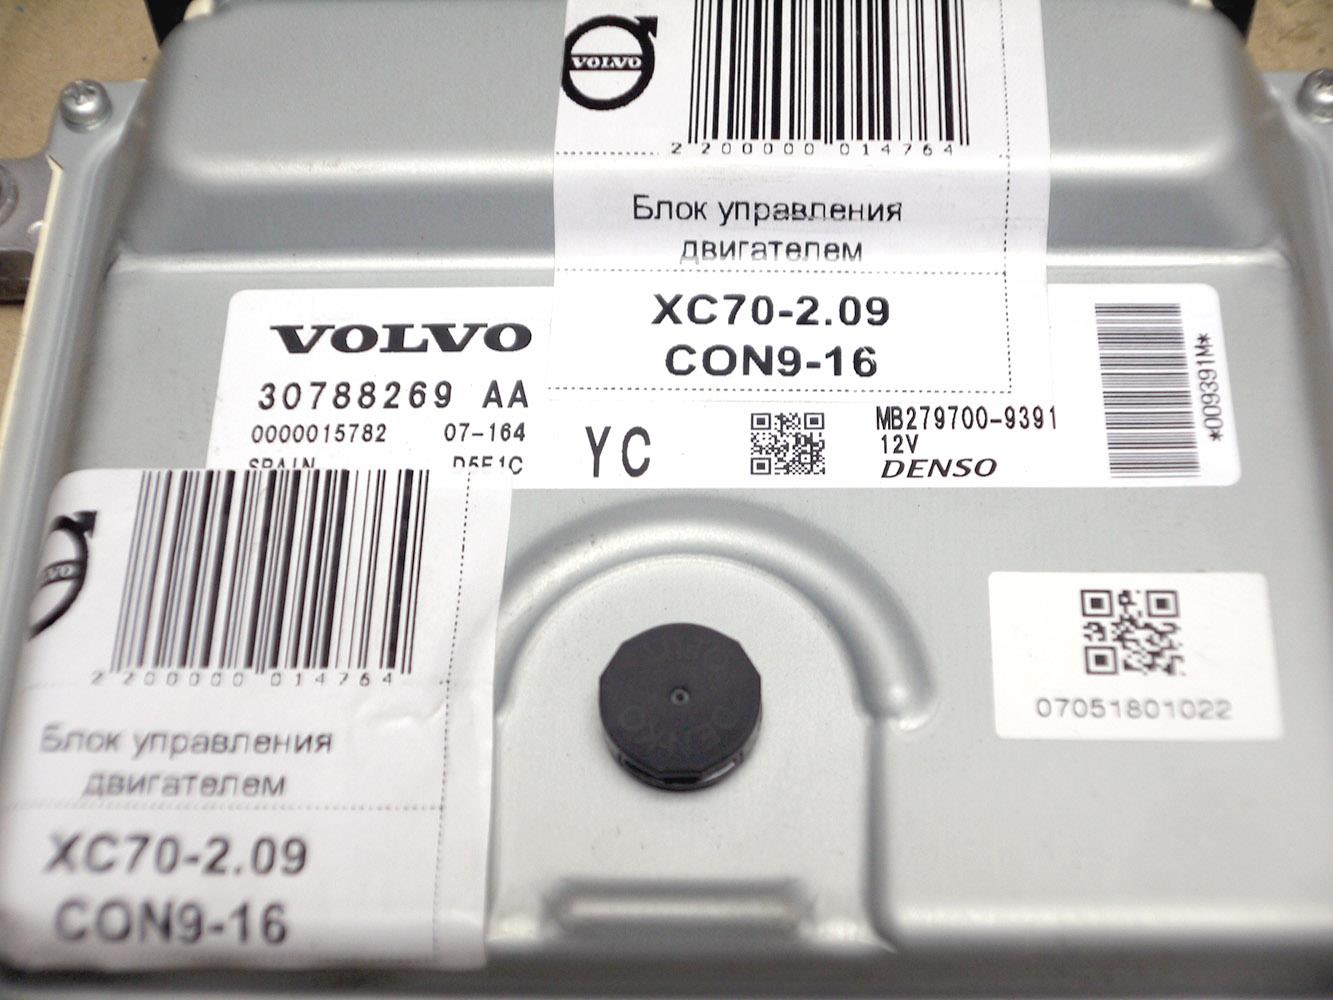 VOLVO
2 200000 014764
Блок управления
двигателем
XC70-2.09
CON9-16
VOLVO
30788269 AA
0000015782 07-164
SPAIN
YC
MB279700-9391
12V
DENSO
*009391M*
2 200000 014764
Блок управления
двигателем
XC70-2.09
CON9-16
07051801022